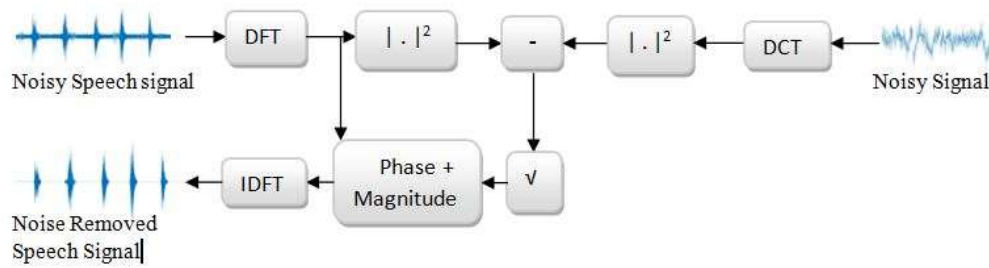 DFT
| . |²
-
| . |²
DCT
Noisy Speech signal
Noisy Signal
Phase +
Magnitude
√
IDFT
Noise Removed
Speech Signal